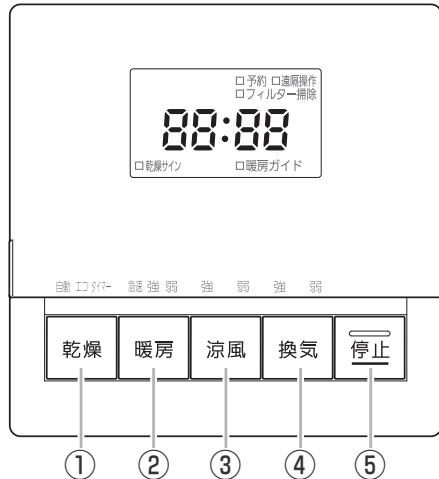 □予約 □遠隔操作
□フィルター掃除
88:88
□乾燥サイン □暖房ガイド
自動 エコ タイマー 急速 強 弱 強 弱 強 弱
乾燥 暖房 涼風 換気 停止
① ② ③ ④ ⑤